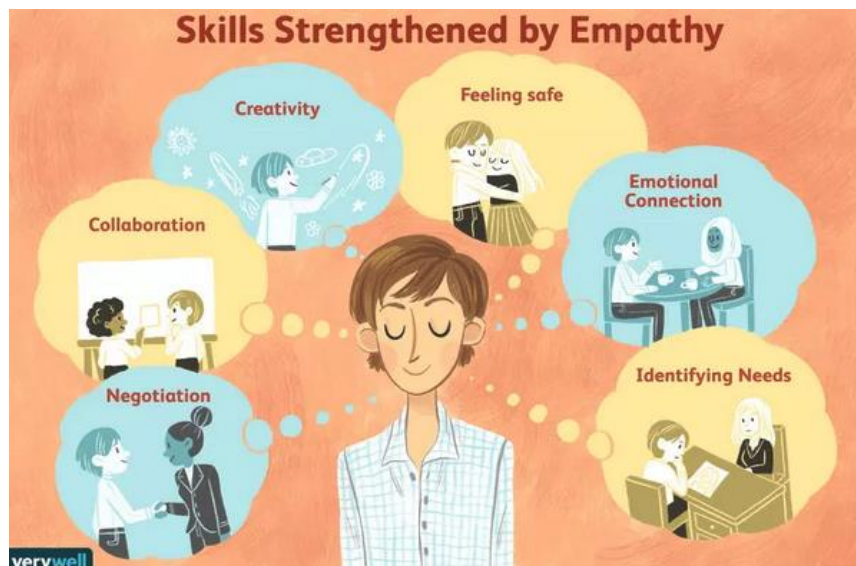 Skills Strengthened by Empathy
Creativity
Feeling safe
Emotional
Connection
Collaboration
Identifying Needs
Negotiation
verywell